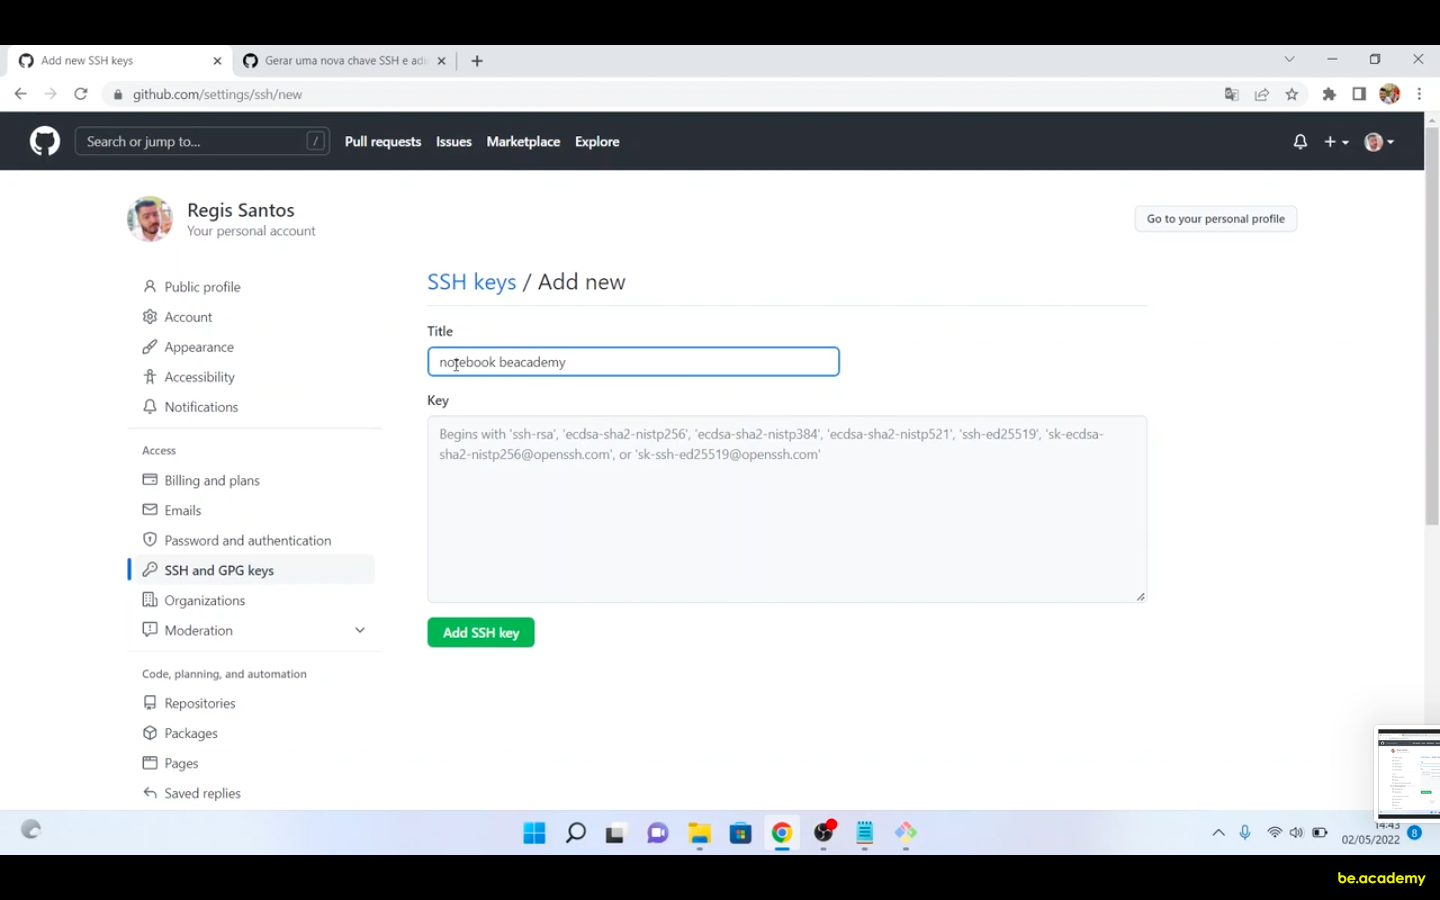 Add new SSH keys
Gerar uma nova chave SSH e adi
github.com/settings/ssh/new
Search or jump to... /
Pull requests Issues Marketplace Explore
Regis Santos
Your personal account
Go to your personal profile
Public profile
Account
Appearance
Accessibility
Notifications
Access
Billing and plans
Emails
Password and authentication
SSH and GPG keys
Organizations
Moderation
Code, planning, and automation
Repositories
Packages
Pages
Saved replies
SSH keys / Add new
Title
notebook beacademy
Key
Begins with 'ssh-rsa', 'ecdsa-sha2-nistp256', 'ecdsa-sha2-nistp384', 'ecdsa-sha2-nistp521', 'ssh-ed25519', 'sk-ecdsa-
sha2-nistp256@openssh.com', or 'sk-ssh-ed25519@openssh.com'
Add SSH key
14:43
02/05/2022
8
be.academy